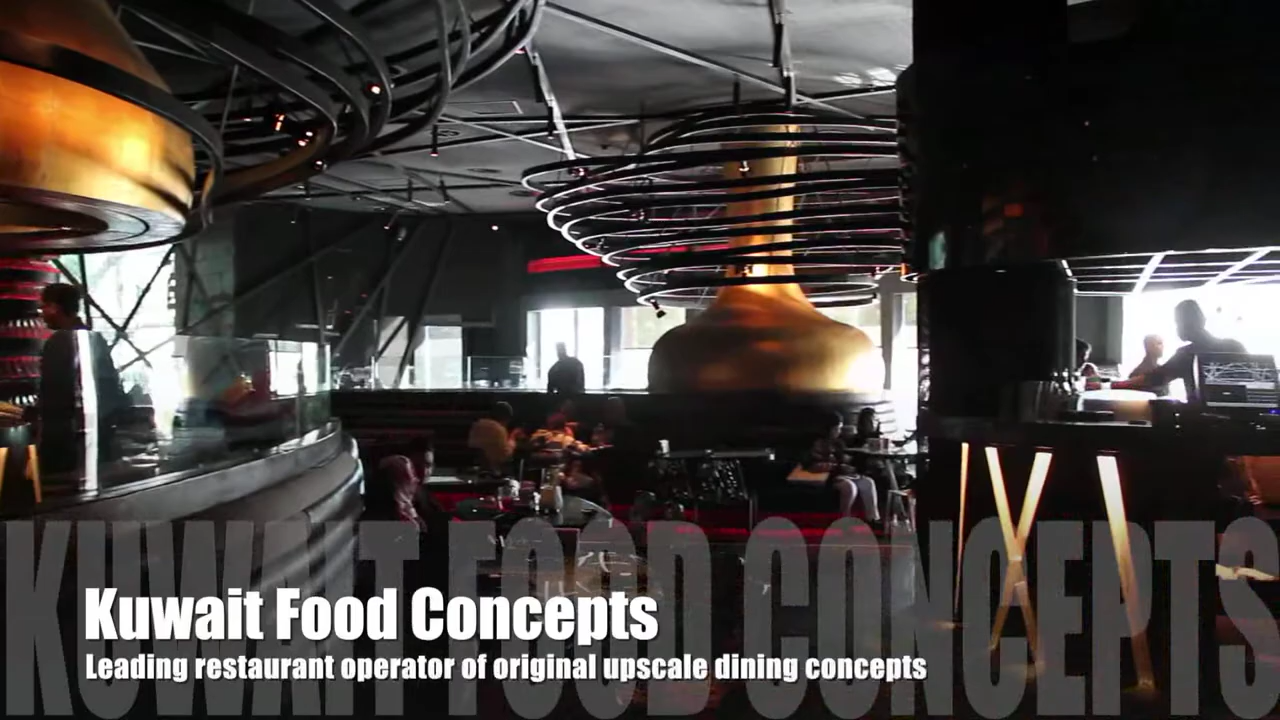 Kuwait Food Concepts
Leading restaurant operator of original upscale dining concepts
KUWAIT FOOD CONCEPTS